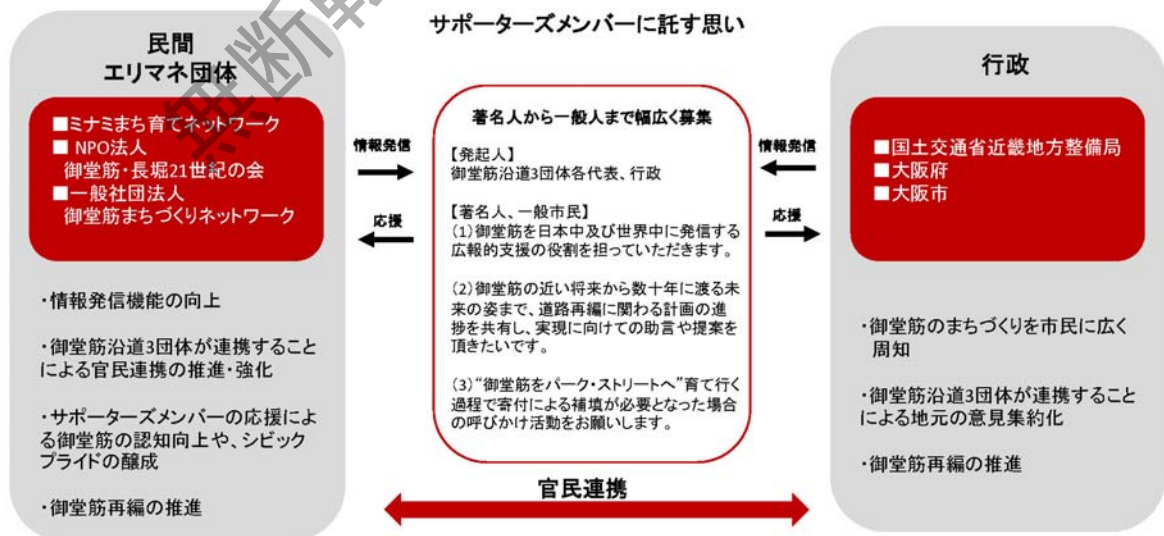 サポーターズメンバーに託す思い
民間
エリマネ団体
■ミナミまち育てネットワーク
■ NPO法人
御堂筋・長堀21世紀の会
■一般社団法人
御堂筋まちづくりネットワーク
・情報発信機能の向上
・御堂筋沿道3団体が連携すること
による官民連携の推進・強化
・サポーターズメンバーの応援によ
る御堂筋の認知向上や、シビック
プライドの醸成
・御堂筋再編の推進
情報発信
応援
著名人から一般人まで幅広く募集
【発起人】
御堂筋沿道3団体各代表、行政
【著名人、一般市民】
(1)御堂筋を日本中及び世界中に発信する
広報的支援の役割を担っていただきます。
(2)御堂筋の近い将来から数十年に渡る未
来の姿まで、道路再編に関わる計画の進
捗を共有し、実現に向けての助言や提案を
頂きたいです。
(3)“御堂筋をパーク・ストリートへ”育て行く
過程で寄付による補填が必要となった場合
の呼びかけ活動をお願いします。
官民連携
情報発信
応援
行政
■国土交通省近畿地方整備局
■大阪府
■大阪市
・御堂筋のまちづくりを市民に広く
周知
・御堂筋沿道3団体が連携すること
による地元の意見集約化
・御堂筋再編の推進
無断転